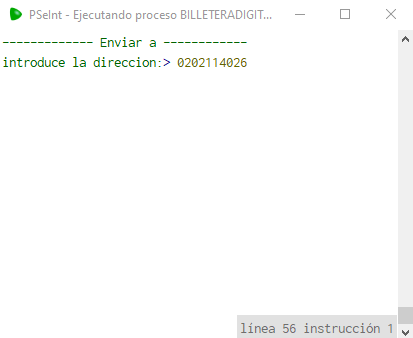 PSeInt - Ejecutando proceso BILLETERADIGIT...
------------- Enviar a ------------
introduce la direccion:> 0202114026
línea 56 instrucción 1